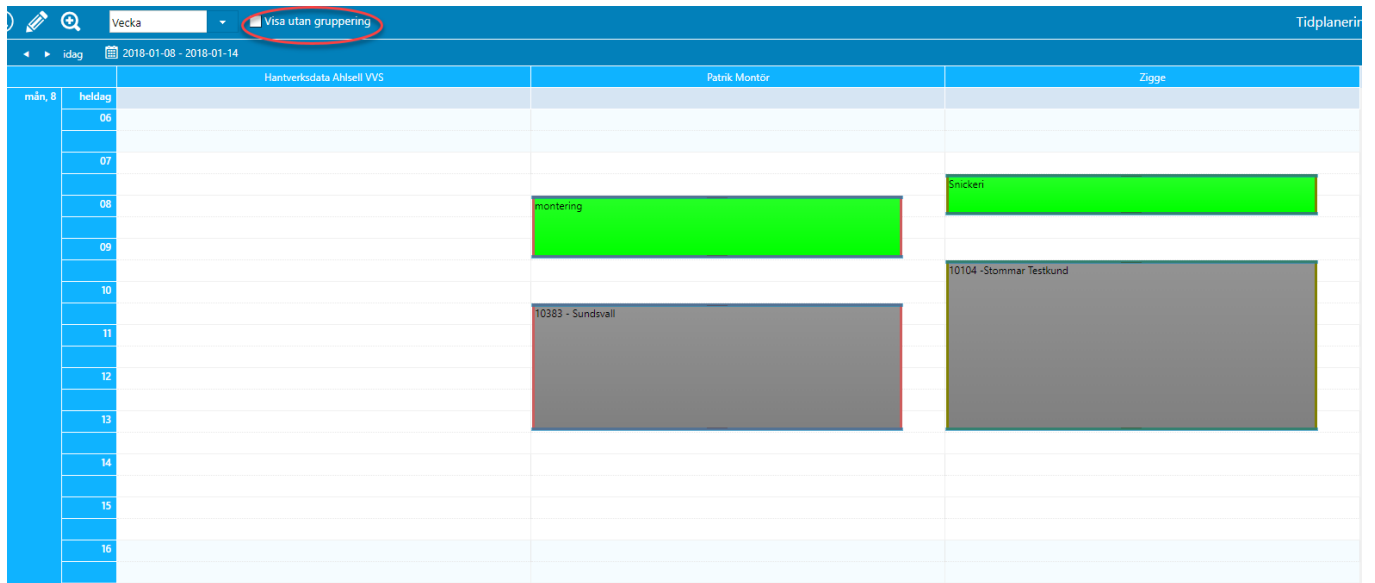 Vecka
Visa utan gruppering
Tidplanerin
idag
2018-01-08 - 2018-01-14
Hantverksdata Ahlsell VVS
Patrik Montör
Zigge
mån, 8
heldag
06
07
Snickeri
08
montering
09
10104 -Stommar Testkund
10
10383 - Sundsvall
11
12
13
14
15
16